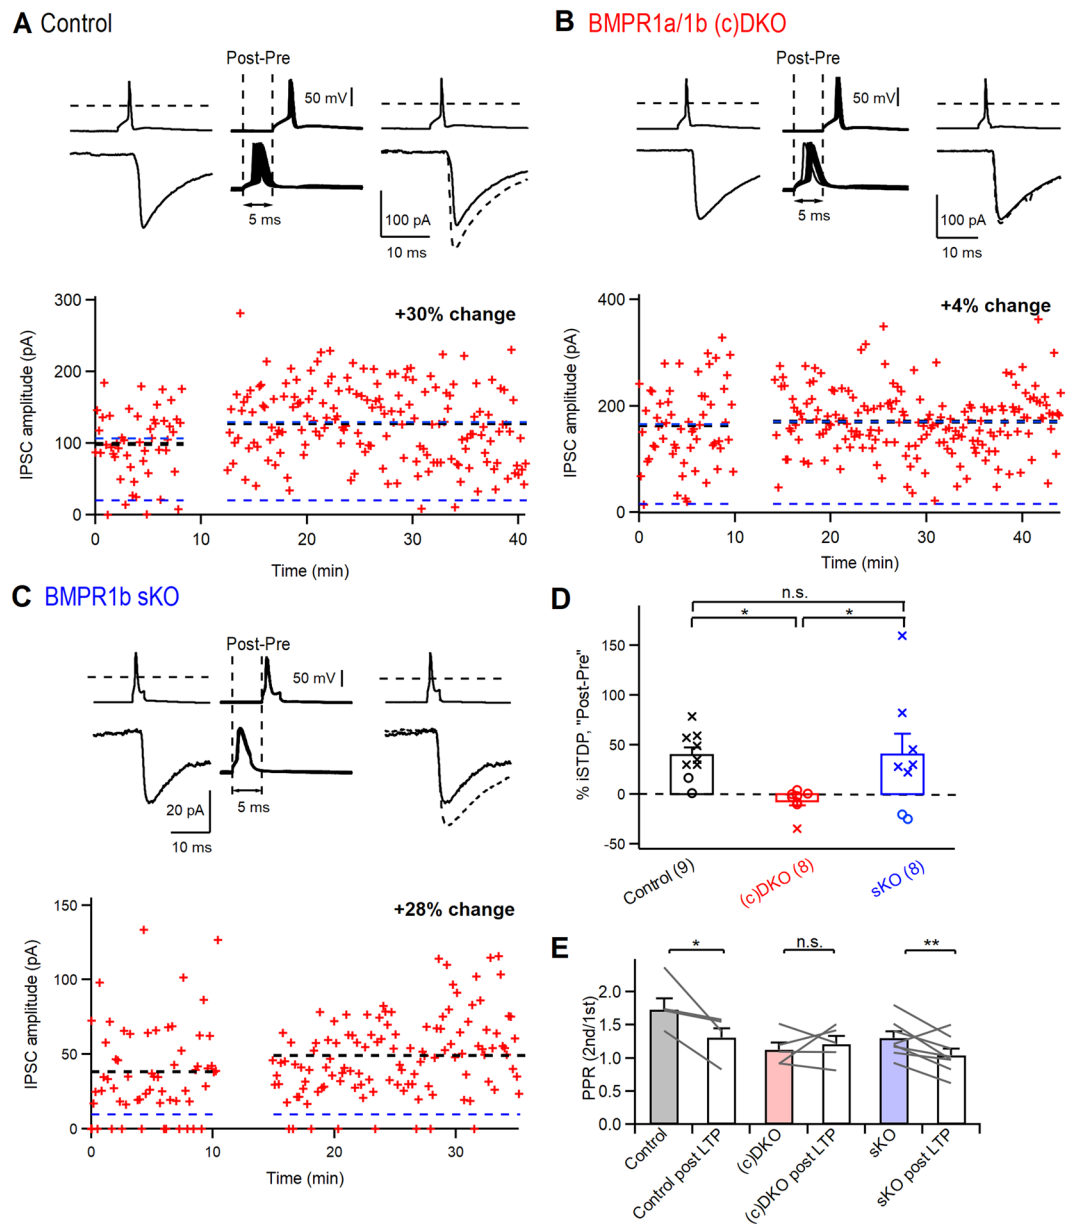 A Control
Post-Pre
50 mV
5 ms
100 pA
10 ms
+30% change
300
200
100
0
IPSC amplitude (pA)
0 10 20 30 40
Time (min)
B BMPR1a/1b (c)DKO
Post-Pre
50 mV
5 ms
100 pA
10 ms
+4% change
400
200
0
IPSC amplitude (pA)
0 10 20 30 40
Time (min)
C BMPR1b sKO
Post-Pre
50 mV
5 ms
20 pA
10 ms
+28% change
150
100
50
0
IPSC amplitude (pA)
0 10 20 30
Time (min)
D
n.s.
* *
150
100
50
0
-50
% iSTDP, "Post-Pre"
Control (9) (c)DKO (8) sKO (8)
E
* n.s. **
2.0
1.5
1.0
0.5
0.0
PPR (2nd/1st)
Control Control post LTP (c)DKO (c)DKO post LTP sKO sKO post LTP